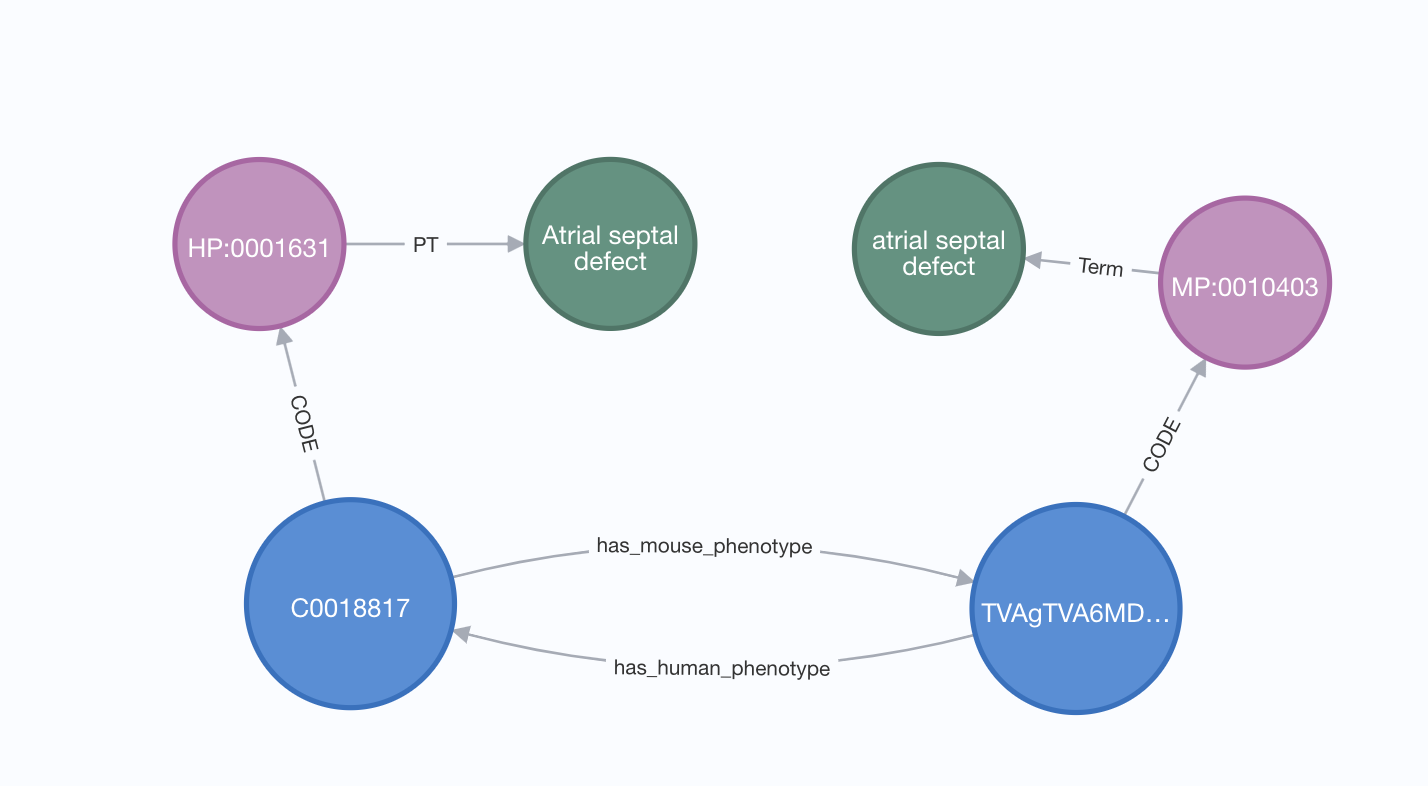 HP:0001631
PT
Atrial septal
defect
atrial septal
defect
Term
MP:0010403
CODE
CODE
has_mouse_phenotype
C0018817
TVAgTVA6MD…
has_human_phenotype